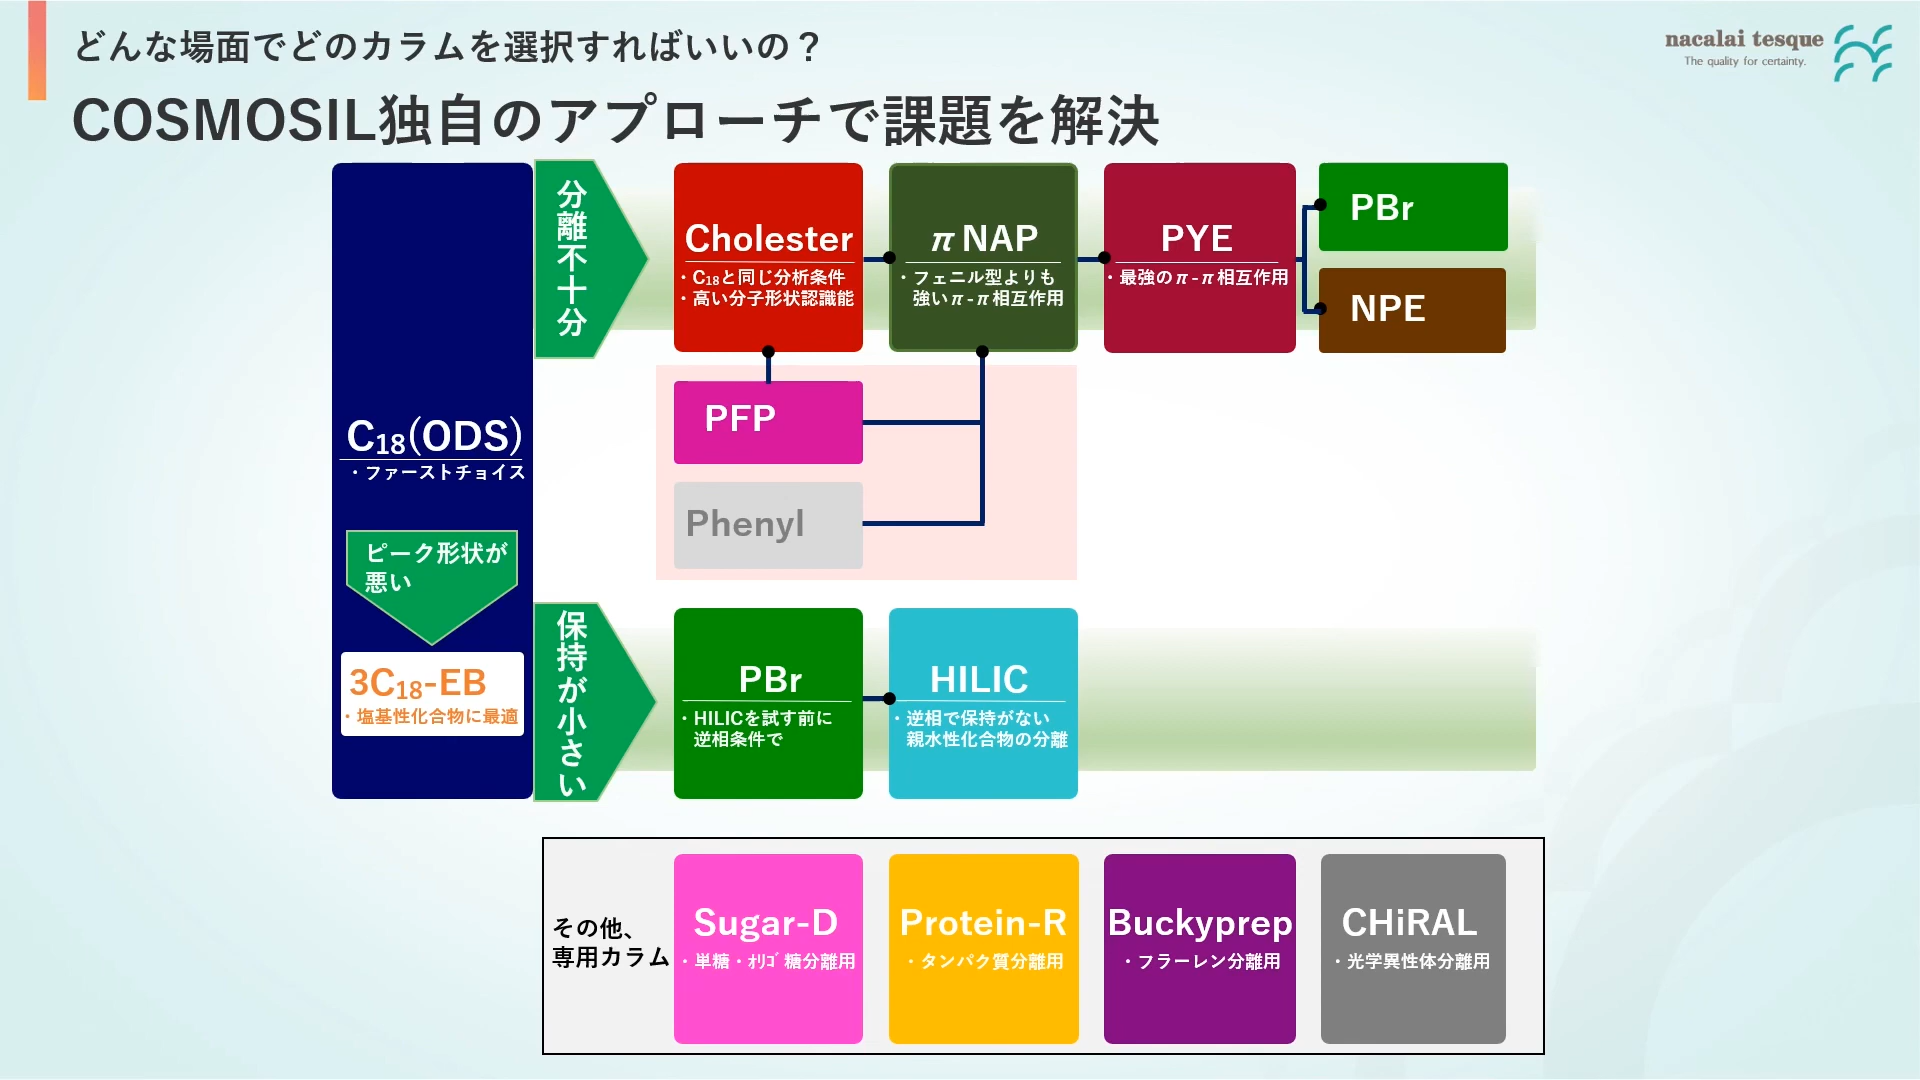 どんな場面でどのカラムを選択すればいいの？
nacalai tesque
The quality for certainty.
COSMOSIL独自のアプローチで課題を解決
C₁₈(ODS)
・ファーストチョイス
ピーク形状が
悪い
3C₁₈-EB
・塩基性化合物に最適
分離不十分
Cholester
・C₁₈と同じ分析条件
・高い分子形状認識能
π NAP
・フェニル型よりも
強いπ-π相互作用
PYE
・最強のπ-π相互作用
PBr
NPE
PFP
Phenyl
保持が小さい
PBr
・HILICを試す前に
逆相条件で
HILIC
・逆相で保持がない
親水性化合物の分離
その他、
専用カラム
Sugar-D
・単糖・ｵﾘｺﾞ糖分離用
Protein-R
・タンパク質分離用
Buckyprep
・フラーレン分離用
CHiRAL
・光学異性体分離用